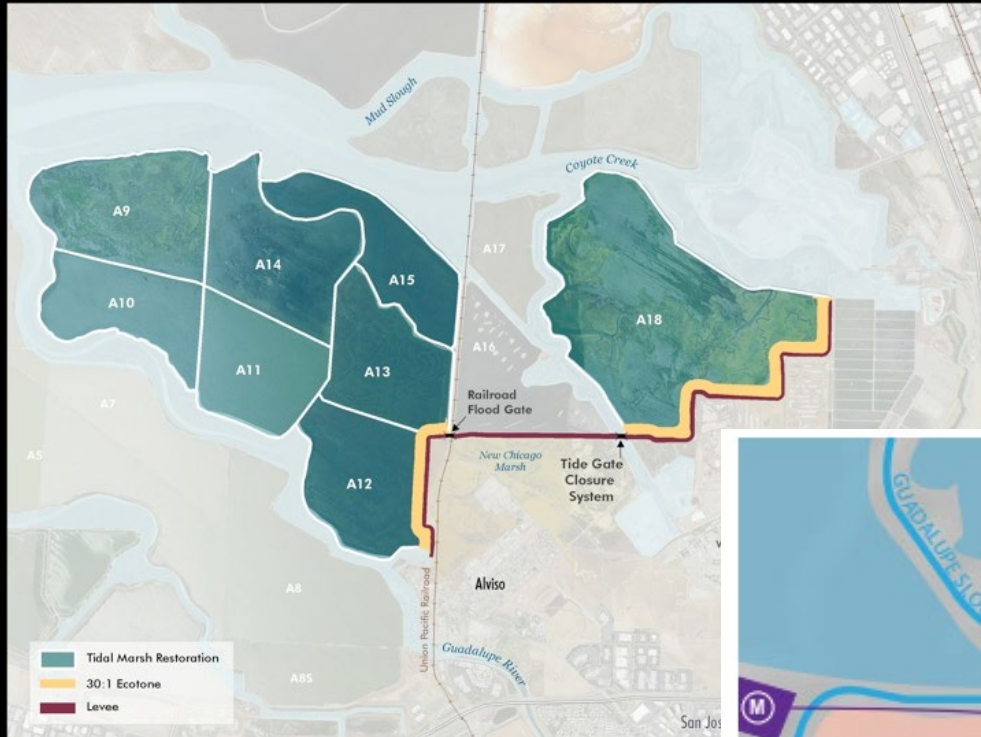 Mud Slough
Coyote Creek
A9
A14
A17
A15
A10
A18
A11
A13
A16
Railroad
Flood Gate
A7
New Chicago
Marsh
Tide Gate
Closure
System
A5
A12
Alviso
Union Pacific Railroad
A8
Guadalupe River
A8S
San Jos
Tidal Marsh Restoration
30:1 Ecotone
Levee
GUADALUPE SLO
M